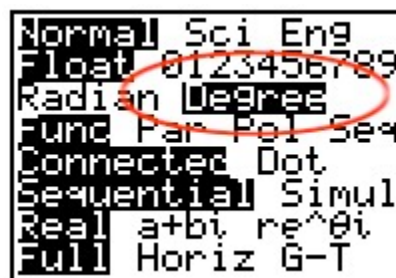 Normal Sci Eng
Float 0123456789
Radian Degree
Func Par Pol Seq
Connected Dot
Sequential Simul
Real a+bi re^θi
Full Horiz G-T